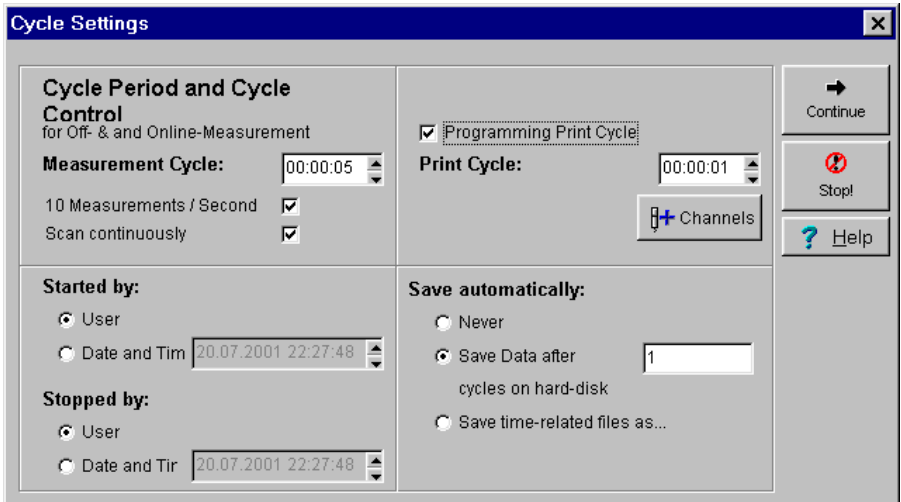 Cycle Settings
Cycle Period and Cycle
Control
for Off- & and Online-Measurement
Measurement Cycle: 00:00:05
10 Measurements / Second
Scan continuously
Programming Print Cycle
Print Cycle: 00:00:01
Channels
Continue
Stop!
Help
Started by:
User
Date and Tim 20.07.2001 22:27:48
Stopped by:
User
Date and Tir 20.07.2001 22:27:48
Save automatically:
Never
Save Data after 1
cycles on hard-disk
Save time-related files as...